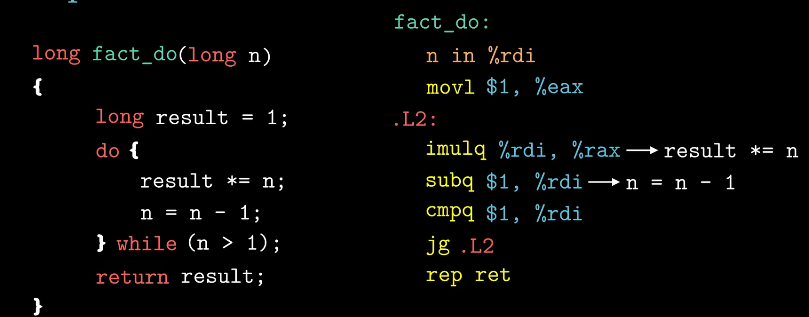 long fact_do(long n)
{
long result = 1;
do {
result *= n;
n = n - 1;
} while (n > 1);
return result;
}
fact_do:
n in %rdi
movl $1, %eax
.L2:
imulq %rdi, %rax → result *= n
subq $1, %rdi → n = n - 1
cmpq $1, %rdi
jg .L2
rep ret